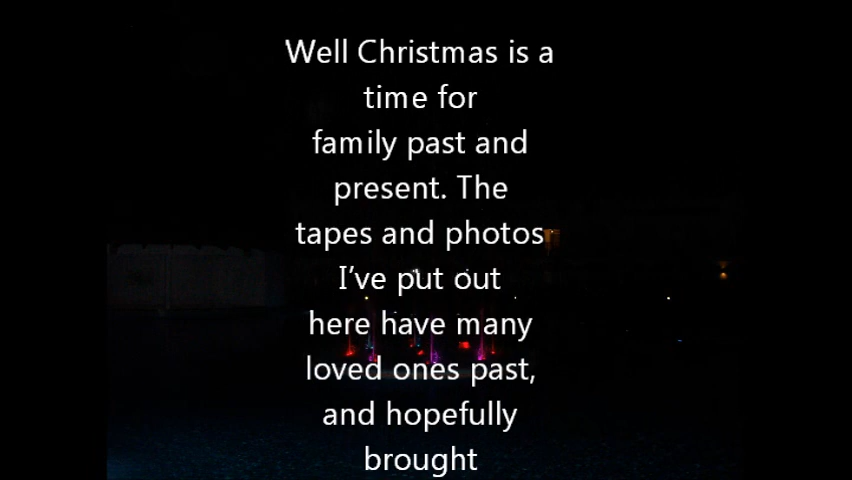 Well Christmas is a
time for
family past and
present. The
tapes and photos
I’ve put out
here have many
loved ones past,
and hopefully
brought